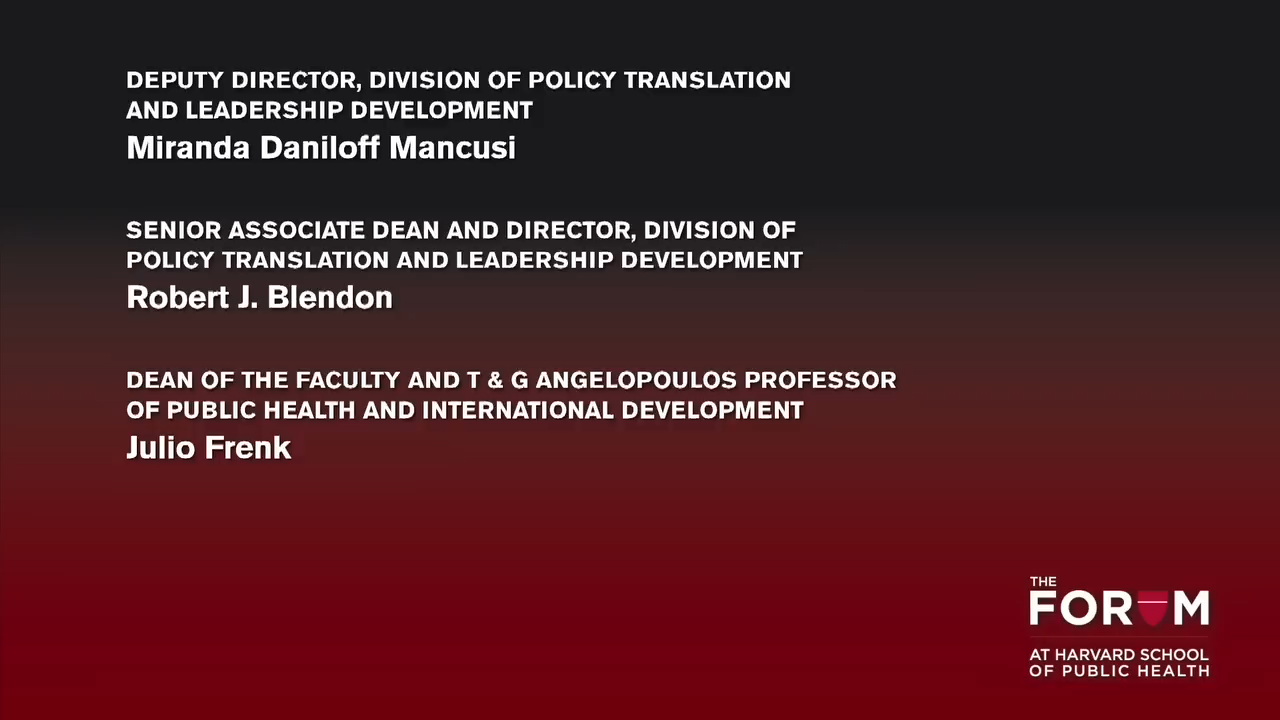 DEPUTY DIRECTOR, DIVISION OF POLICY TRANSLATION
AND LEADERSHIP DEVELOPMENT
Miranda Daniloff Mancusi
SENIOR ASSOCIATE DEAN AND DIRECTOR, DIVISION OF
POLICY TRANSLATION AND LEADERSHIP DEVELOPMENT
Robert J. Blendon
DEAN OF THE FACULTY AND T & G ANGELOPOULOS PROFESSOR
OF PUBLIC HEALTH AND INTERNATIONAL DEVELOPMENT
Julio Frenk
THE
FORUM
AT HARVARD SCHOOL
OF PUBLIC HEALTH